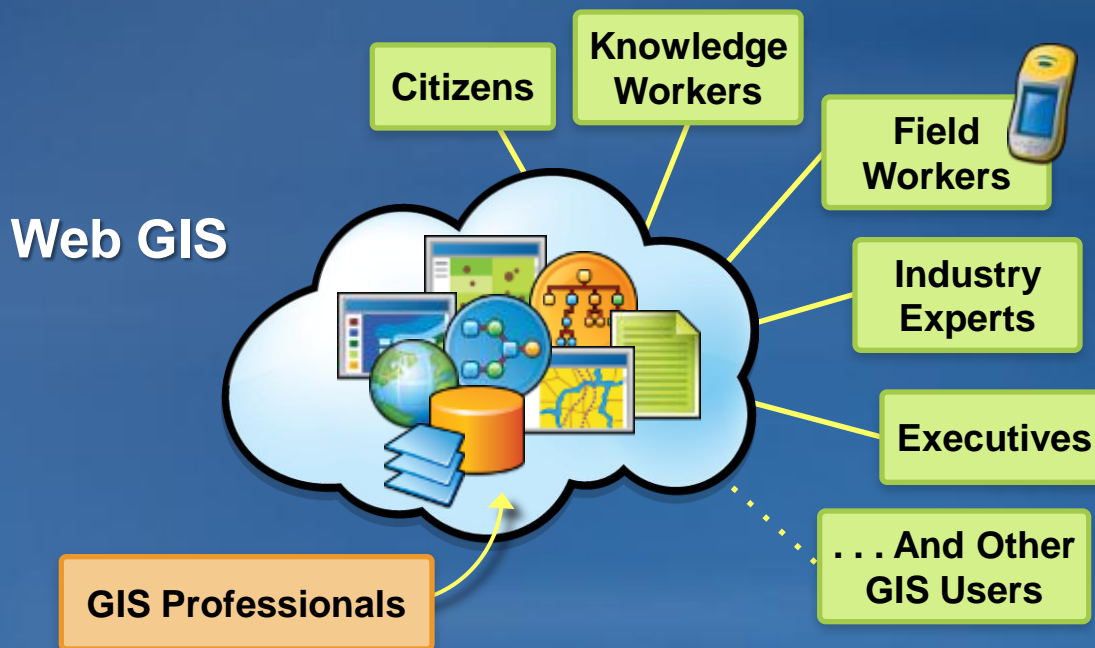 Knowledge
Workers
Citizens
Field
Workers
Web GIS
Industry
Experts
Executives
. . . And Other
GIS Users
GIS Professionals